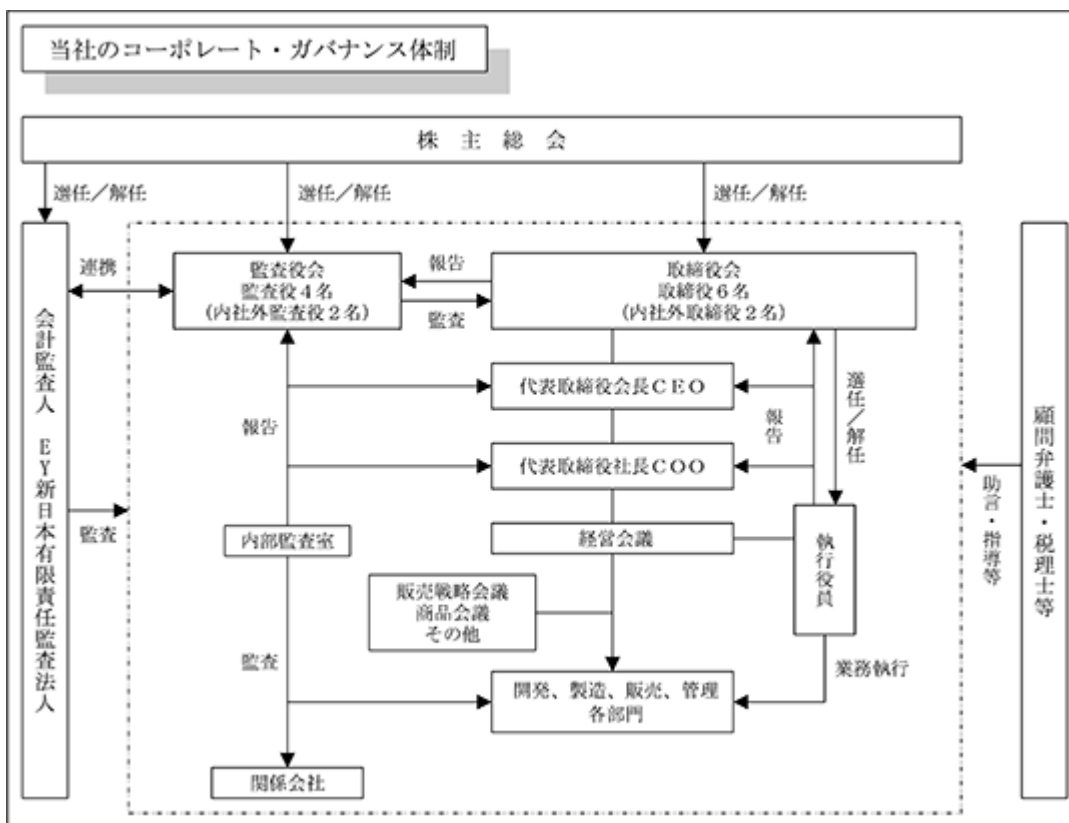 当社のコーポレート・ガバナンス体制
株主総会
選任／解任
選任／解任
選任／解任
監査役会
監査役４名
(内社外監査役２名)
報告
監査
取締役会
取締役６名
(内社外取締役２名)
連携
会計監査人　ＥＹ新日本有限責任監査法人
監査
代表取締役会長ＣＥＯ
報告
代表取締役社長ＣＯＯ
報告
選任／解任
内部監査室
経営会議
執行役員
販売戦略会議
商品会議
その他
監査
業務執行
開発、製造、販売、管理
各部門
関係会社
助言・指導等
顧問弁護士・税理士等